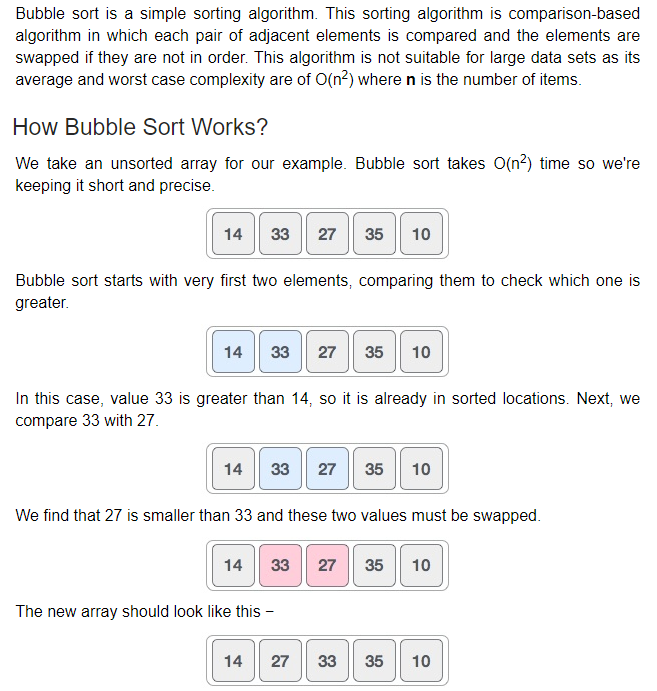 Bubble sort is a simple sorting algorithm. This sorting algorithm is comparison-based
algorithm in which each pair of adjacent elements is compared and the elements are
swapped if they are not in order. This algorithm is not suitable for large data sets as its
average and worst case complexity are of O(n²) where n is the number of items.
How Bubble Sort Works?
We take an unsorted array for our example. Bubble sort takes O(n²) time so we're
keeping it short and precise.
14 33 27 35 10
Bubble sort starts with very first two elements, comparing them to check which one is
greater.
14 33 27 35 10
In this case, value 33 is greater than 14, so it is already in sorted locations. Next, we
compare 33 with 27.
14 33 27 35 10
We find that 27 is smaller than 33 and these two values must be swapped.
14 33 27 35 10
The new array should look like this −
14 27 33 35 10